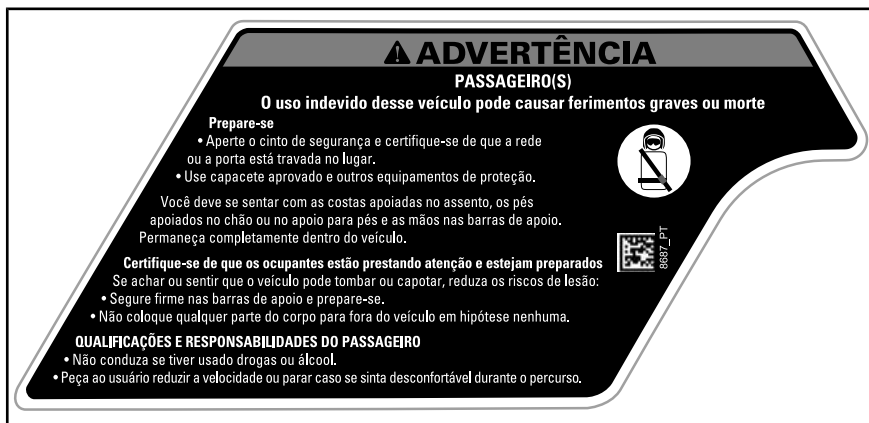 ADVERTÊNCIA
PASSAGEIRO(S)
O uso indevido desse veículo pode causar ferimentos graves ou morte
Prepare-se
• Aperte o cinto de segurança e certifique-se de que a rede
ou a porta está travada no lugar.
• Use capacete aprovado e outros equipamentos de proteção.
Você deve se sentar com as costas apoiadas no assento, os pés
apoiados no chão ou no apoio para pés e as mãos nas barras de apoio.
Permaneça completamente dentro do veículo.
8687_PT
Certifique-se de que os ocupantes estão prestando atenção e estejam preparados
Se achar ou sentir que o veículo pode tombar ou capotar, reduza os riscos de lesão:
• Segure firme nas barras de apoio e prepare-se.
• Não coloque qualquer parte do corpo para fora do veículo em hipótese nenhuma.
QUALIFICAÇÕES E RESPONSABILIDADES DO PASSAGEIRO
• Não conduza se tiver usado drogas ou álcool.
• Peça ao usuário reduzir a velocidade ou parar caso se sinta desconfortável durante o percurso.